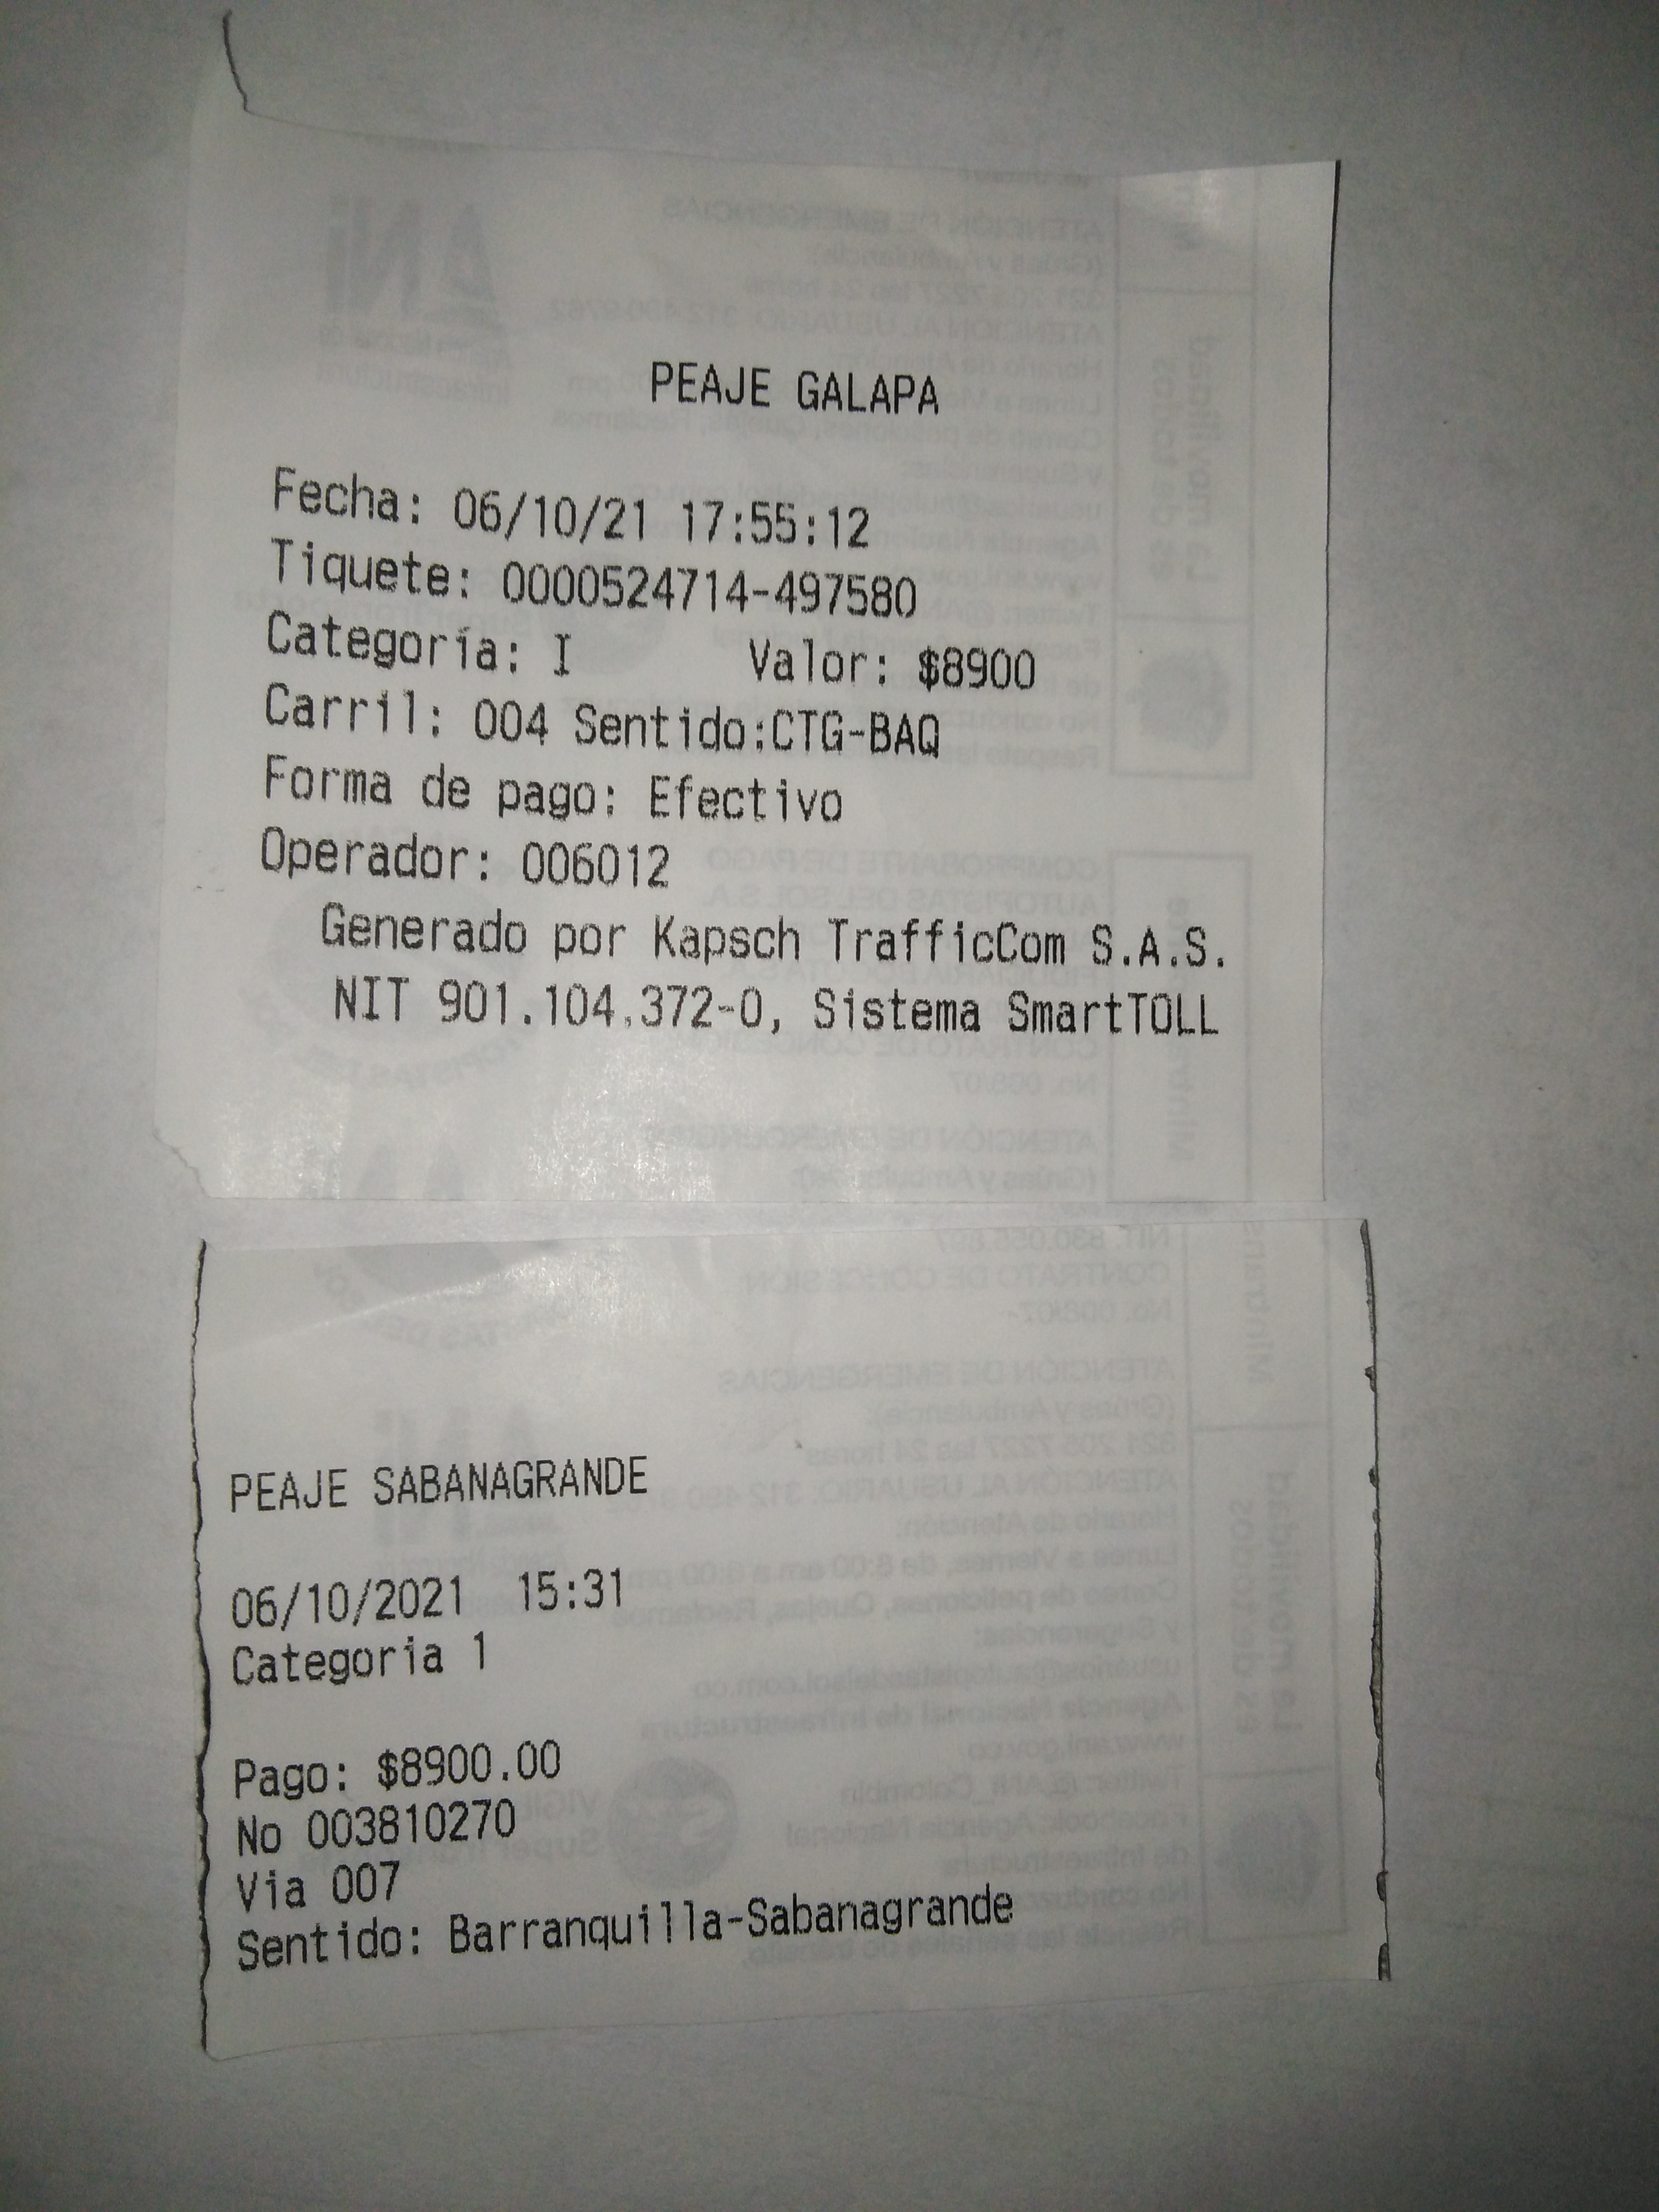 PEAJE GALAPA
Fecha: 06/10/21 17:55:12
Tiquete: 0000524714-497580
Categoría: I Valor: $8900
Carril: 004 Sentido:CTG-BAQ
Forma de pago: Efectivo
Operador: 006012
Generado por Kapsch TrafficCom S.A.S.
NIT 901.104.372-0, Sistema SmartTOLL
PEAJE SABANAGRANDE
06/10/2021 15:31
Categoria 1
Pago: $8900.00
No 003810270
Via 007
Sentido: Barranquilla-Sabanagrande